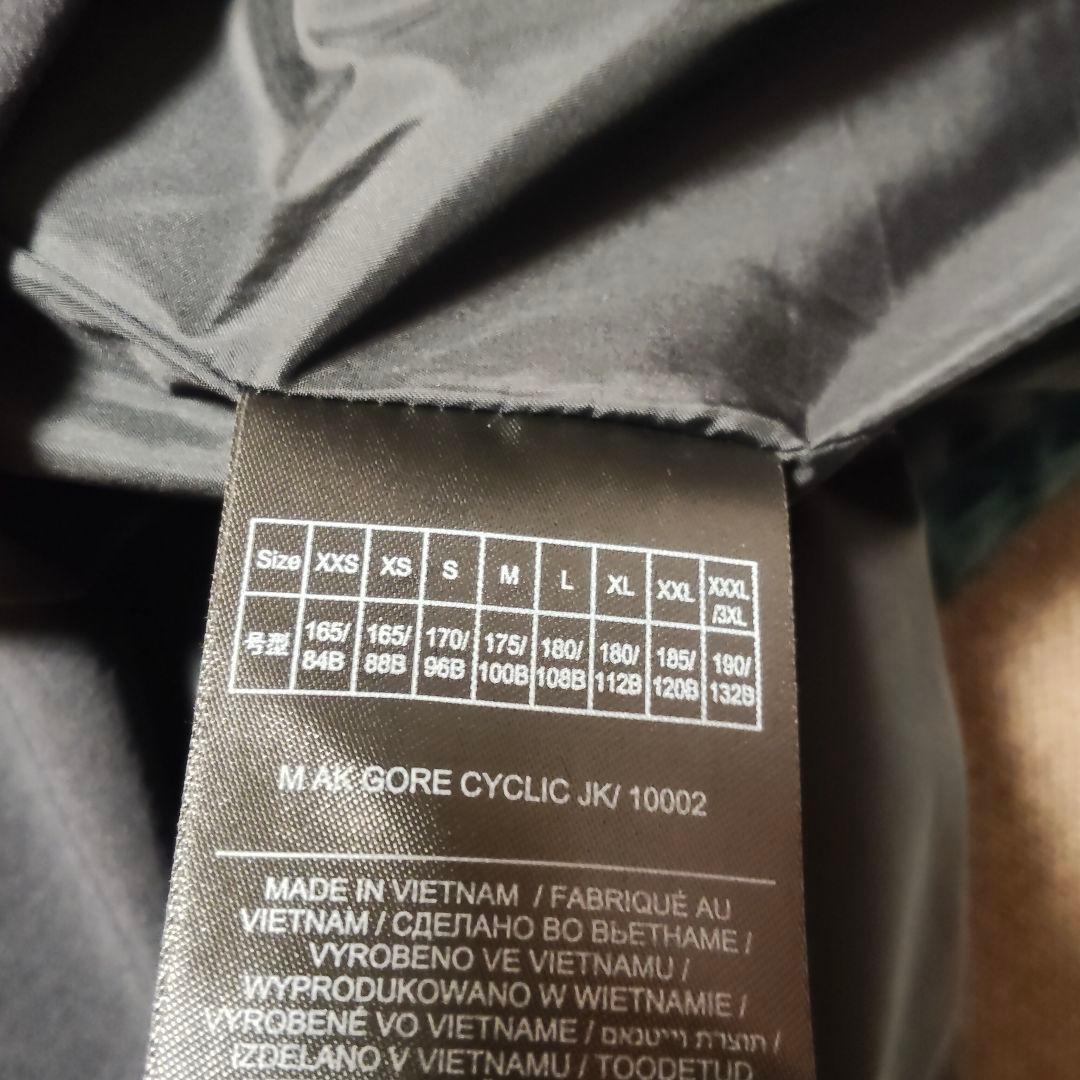 Size XXS XS S M L XL XXL XXXL /3XL
号型 165/84B 165/88B 170/96B 175/100B 180/108B 180/112B 185/120B 190/132B
M AK GORE CYCLIC JK/ 10002
MADE IN VIETNAM / FABRIQUÉ AU
VIETNAM / СДЕЛАНО ВО ВЬЕТНАМЕ /
VYROBENO VE VIETNAMU /
WYPRODUKOWANO W WIETNAMIE /
VYROBENÉ VO VIETNAME / תוצרת וייטנאם /
IZDELANO V VIETNAMU / TOODETUD